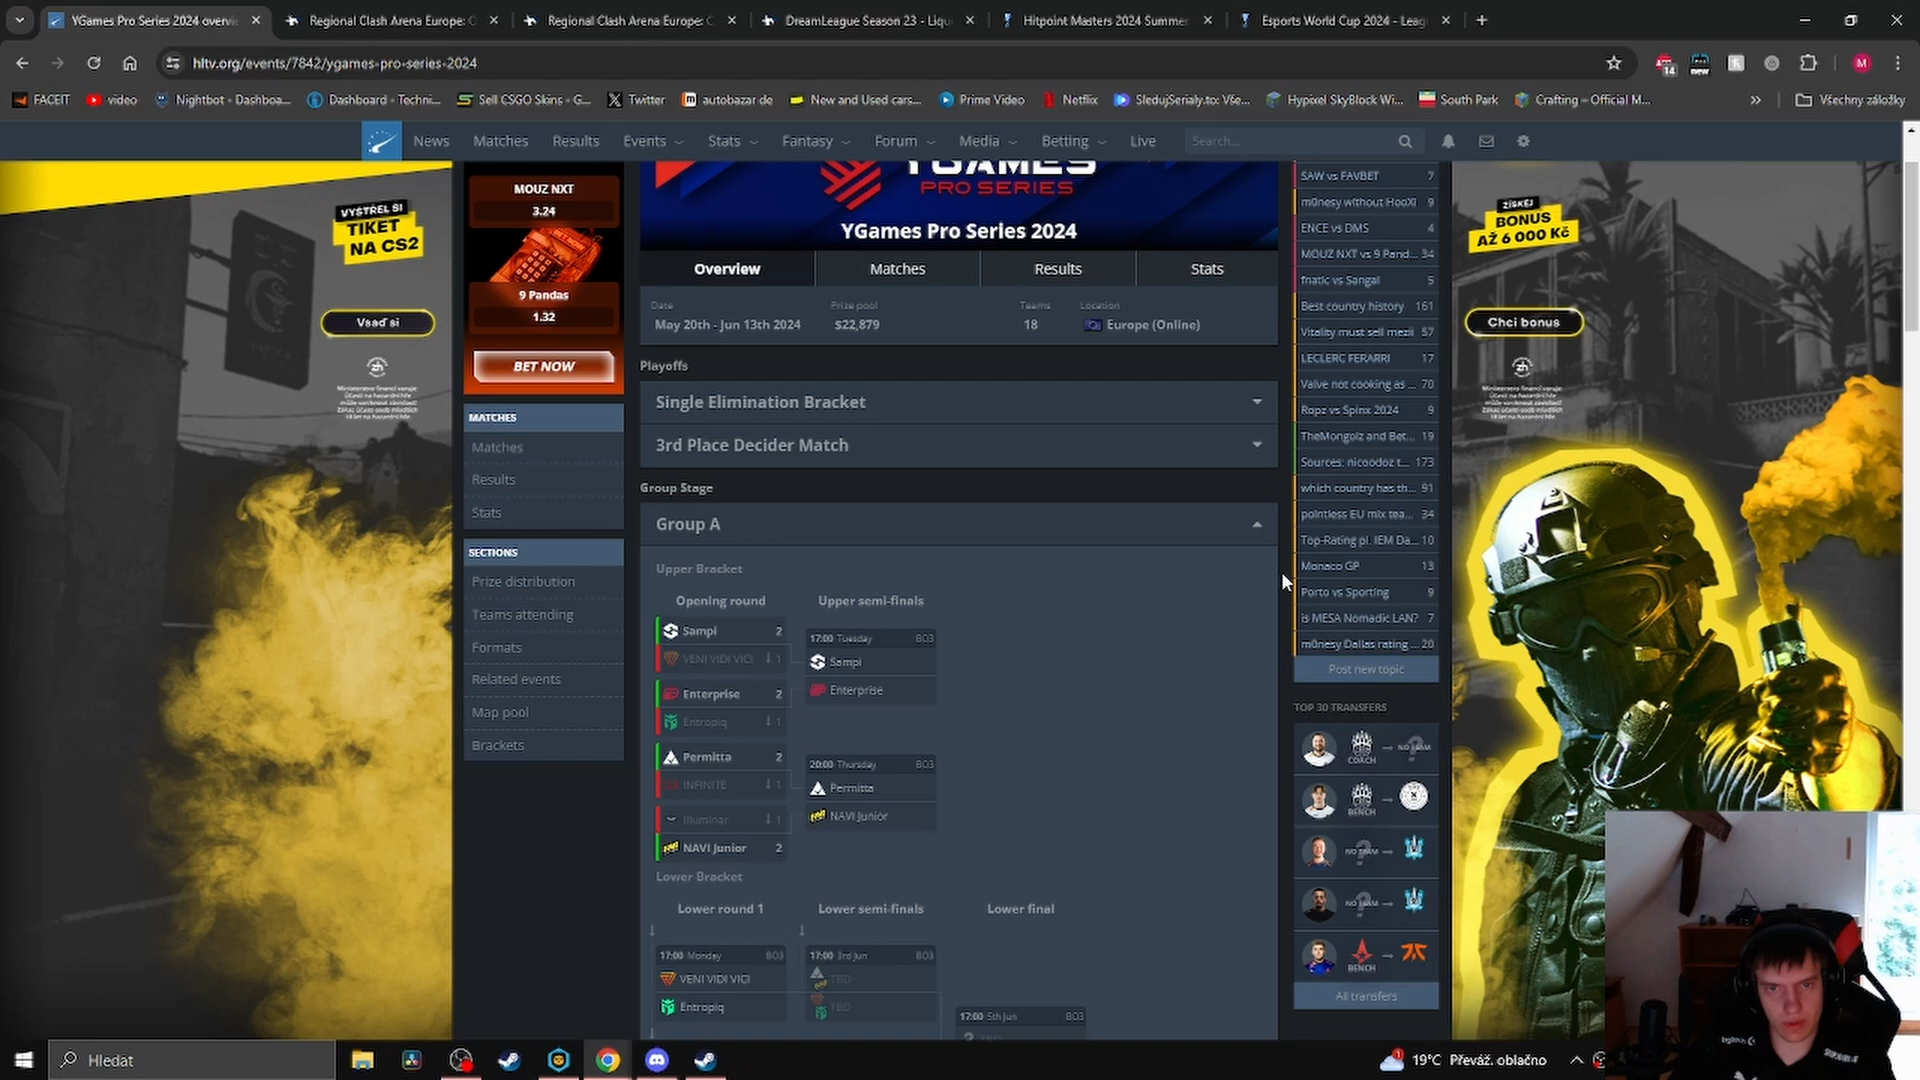 YGames Pro Series 2024 overvi
Regional Clash Arena Europe: C
Regional Clash Arena Europe: C
DreamLeague Season 23 - Liqu
Hitpoint Masters 2024 Summer
Esports World Cup 2024 - Leag
hltv.org/events/7842/ygames-pro-series-2024
14
new
M
FACEIT
video
Nightbot - Dashboa...
Dashboard - Techni...
Sell CSGO Skins - G...
Twitter
autobazar de
New and Used cars...
Prime Video
Netflix
SledujSerialy.to: Vše...
Hypixel SkyBlock Wi...
South Park
Crafting – Official M...
Všechny záložky
News
Matches
Results
Events
Stats
Fantasy
Forum
Media
Betting
Live
Search...
VYSTŘEL SI
TIKET
NA CS2
Vsaď si
MOUZ NXT
3.24
9 Pandas
1.32
BET NOW
MATCHES
Matches
Results
Stats
SECTIONS
Prize distribution
Teams attending
Formats
Related events
Map pool
Brackets
YGAMES
PRO SERIES
YGames Pro Series 2024
Overview
Matches
Results
Stats
Date
Prize pool
Teams
Location
May 20th - Jun 13th 2024
$22,879
18
Europe (Online)
Playoffs
Single Elimination Bracket
3rd Place Decider Match
Group Stage
Group A
Upper Bracket
Opening round
Upper semi-finals
Sampi 2
VENI VIDI VICI 1
Enterprise 2
Entropiq 1
Permitta 2
INFINITE 1
Illuminar 1
NAVI Junior 2
17:00 Tuesday BO3
Sampi
Enterprise
20:00 Thursday BO3
Permitta
NAVI Junior
Lower Bracket
Lower round 1
Lower semi-finals
Lower final
17:00 Monday BO3
VENI VIDI VICI
Entropiq
17:00 3rd Jun BO3
TBD
TBD
17:00 5th Jun BO3
SAW vs FAVBET 7
m0nesy without HooXi 9
ENCE vs DMS 4
MOUZ NXT vs 9 Pand... 34
fnatic vs Sangal 5
Best country history 161
Vitality must sell mezii 57
LECLERC FERARRI 17
Valve not cooking as ... 70
Ropz vs Spinx 2024 9
TheMongolz and Bet... 19
Sources: nicoodoz t... 173
which country has th... 91
pointless EU mix tea... 34
Top-Rating pl. IEM Da... 10
Monaco GP 13
Porto vs Sporting 9
is MESA Nomadic LAN? 7
m0nesy Dallas rating ... 20
Post new topic
TOP 30 TRANSFERS
COACH
NO TEAM
BENCH
NO TEAM
NO TEAM
BENCH
All transfers
ZÍSKEJ
BONUS
AŽ 6 000 Kč
Chci bonus
Hledat
1
19°C Převáž. oblačno